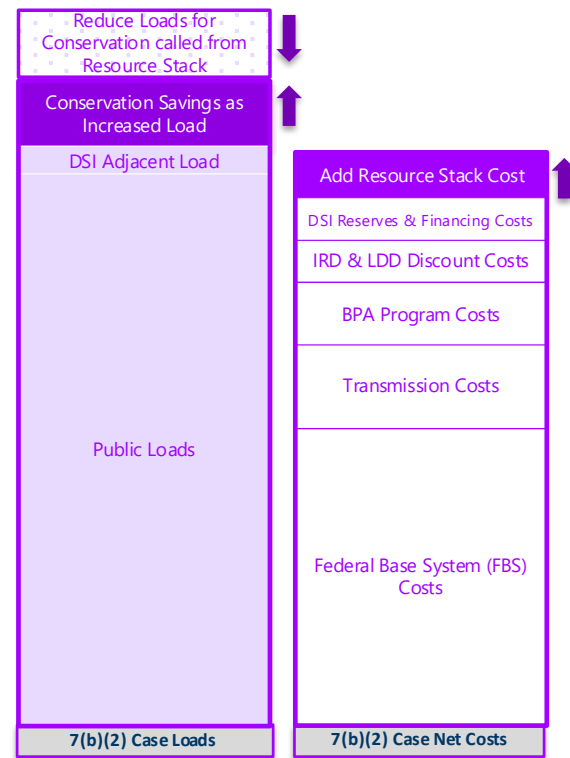 Reduce Loads for
Conservation called from
Resource Stack
Conservation Savings as
Increased Load
DSI Adjacent Load
Public Loads
7(b)(2) Case Loads
Add Resource Stack Cost
DSI Reserves & Financing Costs
IRD & LDD Discount Costs
BPA Program Costs
Transmission Costs
Federal Base System (FBS)
Costs
7(b)(2) Case Net Costs